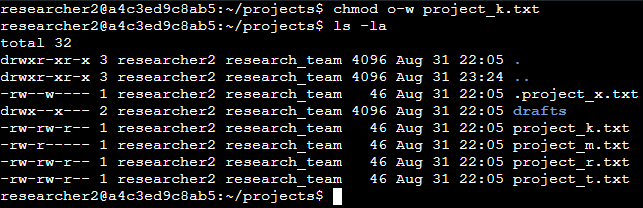 researcher2@a4c3ed9c8ab5:~/projects$ chmod o-w project_k.txt
researcher2@a4c3ed9c8ab5:~/projects$ ls -la
total 32
drwxr-xr-x 3 researcher2 research_team 4096 Aug 31 22:05 .
drwxr-xr-x 3 researcher2 research_team 4096 Aug 31 23:24 ..
-rw--w---- 1 researcher2 research_team   46 Aug 31 22:05 .project_x.txt
drwx--x--- 2 researcher2 research_team 4096 Aug 31 22:05 drafts
-rw-rw-r-- 1 researcher2 research_team   46 Aug 31 22:05 project_k.txt
-rw-r----- 1 researcher2 research_team   46 Aug 31 22:05 project_m.txt
-rw-rw-r-- 1 researcher2 research_team   46 Aug 31 22:05 project_r.txt
-rw-rw-r-- 1 researcher2 research_team   46 Aug 31 22:05 project_t.txt
researcher2@a4c3ed9c8ab5:~/projects$